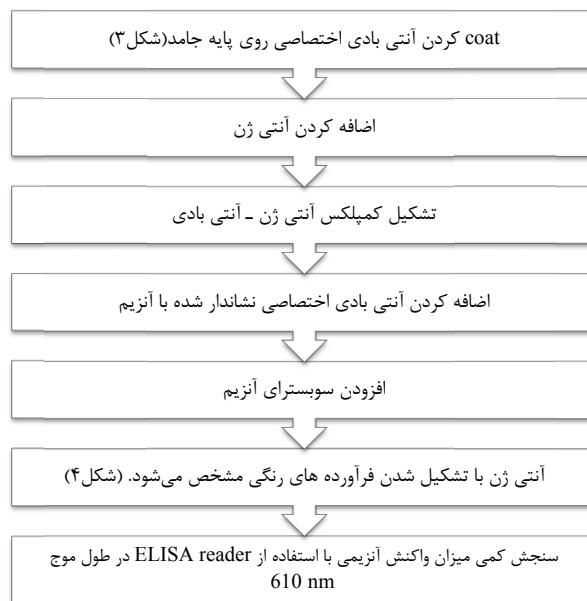 coat کردن آنتی بادی اختصاصی روی پایه جامد(شکل۳)
اضافه کردن آنتی ژن
تشکیل کمپلکس آنتی ژن ـ آنتی بادی
اضافه کردن آنتی بادی اختصاصی نشاندار شده با آنزیم
افزودن سوبسترای آنزیم
آنتی ژن با تشکیل شدن فرآورده های رنگی مشخص می‌شود. (شکل۴)
سنجش کمی میزان واکنش آنزیمی با استفاده از ELISA reader در طول موج
610 nm